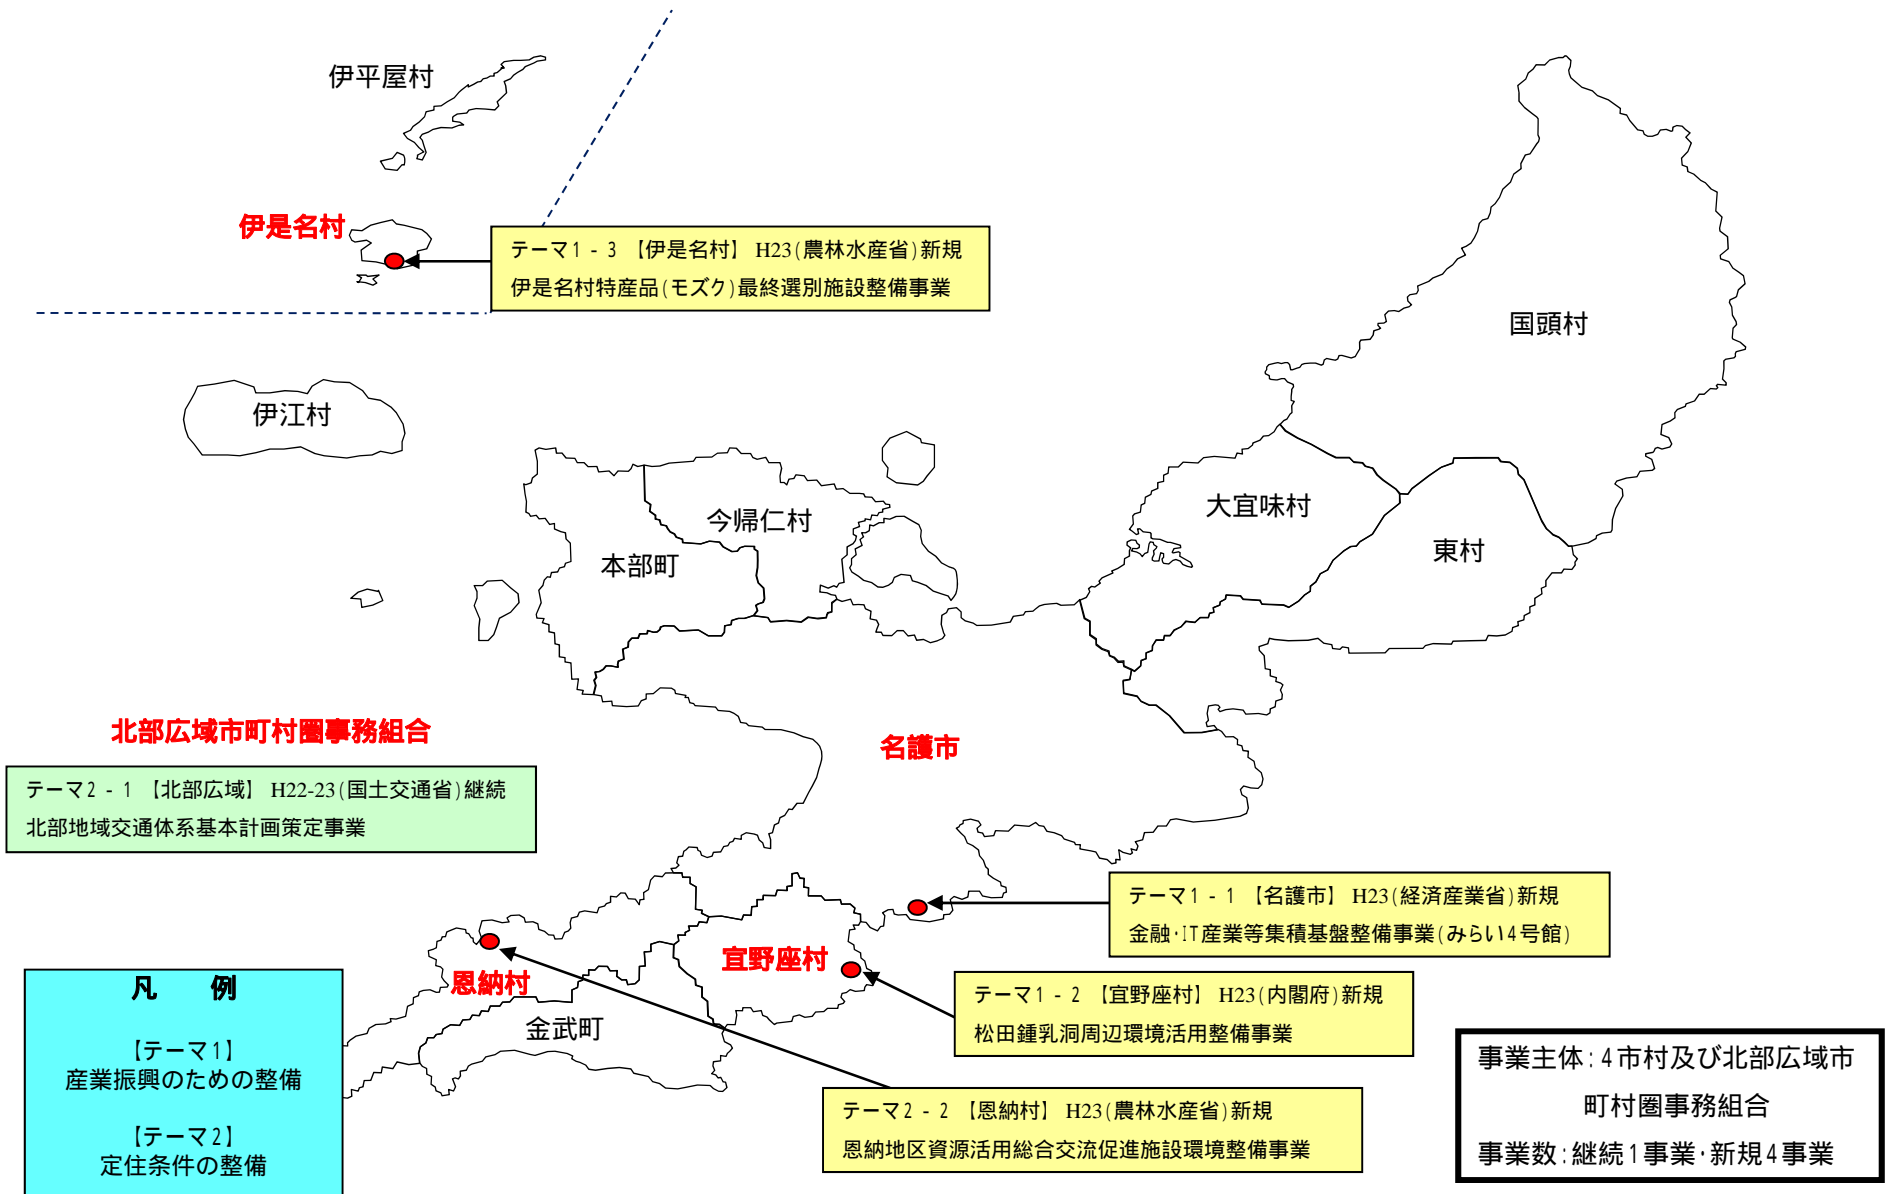 伊平屋村
伊是名村
テーマ1 - 3 【伊是名村】 H23(農林水産省)新規
伊是名村特産品(モズク)最終選別施設整備事業
国頭村
伊江村
大宜味村
今帰仁村
東村
本部町
北部広域市町村圏事務組合
名護市
テーマ2 - 1 【北部広域】 H22-23(国土交通省)継続
北部地域交通体系基本計画策定事業
テーマ1 - 1 【名護市】 H23(経済産業省)新規
金融・IT産業等集積基盤整備事業(みらい4号館)
宜野座村
恩納村
テーマ1 - 2 【宜野座村】 H23(内閣府)新規
松田鍾乳洞周辺環境活用整備事業
金武町
凡 例
【テーマ1】
産業振興のための整備
【テーマ2】
定住条件の整備
テーマ2 - 2 【恩納村】 H23(農林水産省)新規
恩納地区資源活用総合交流促進施設環境整備事業
事業主体:4市村及び北部広域市
町村圏事務組合
事業数:継続1事業・新規4事業